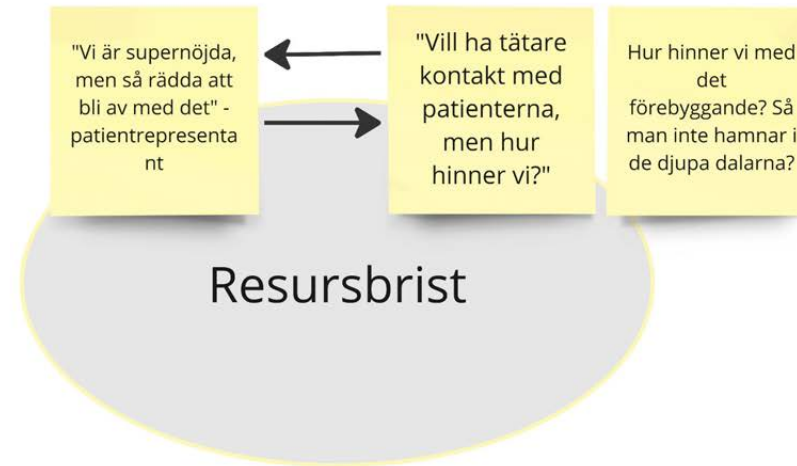 "Vi är supernöjda,
men så rädda att
bli av med det" -
patientrepresenta
nt
"Vill ha tätare
kontakt med
patienterna,
men hur
hinner vi?"
Hur hinner vi med
det
förebyggande? Så
man inte hamnar i
de djupa dalarna?
Resursbrist